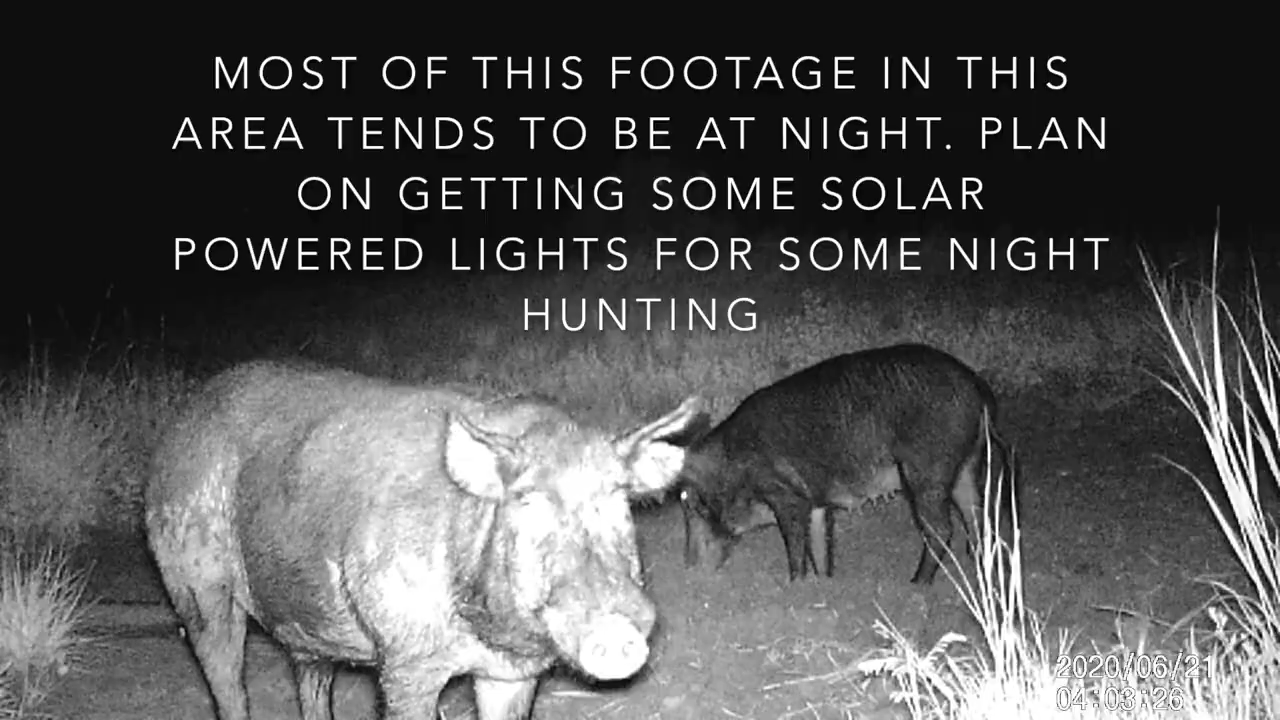 MOST OF THIS FOOTAGE IN THIS
AREA TENDS TO BE AT NIGHT. PLAN
ON GETTING SOME SOLAR
POWERED LIGHTS FOR SOME NIGHT
HUNTING
2020/06/21
04:03:26